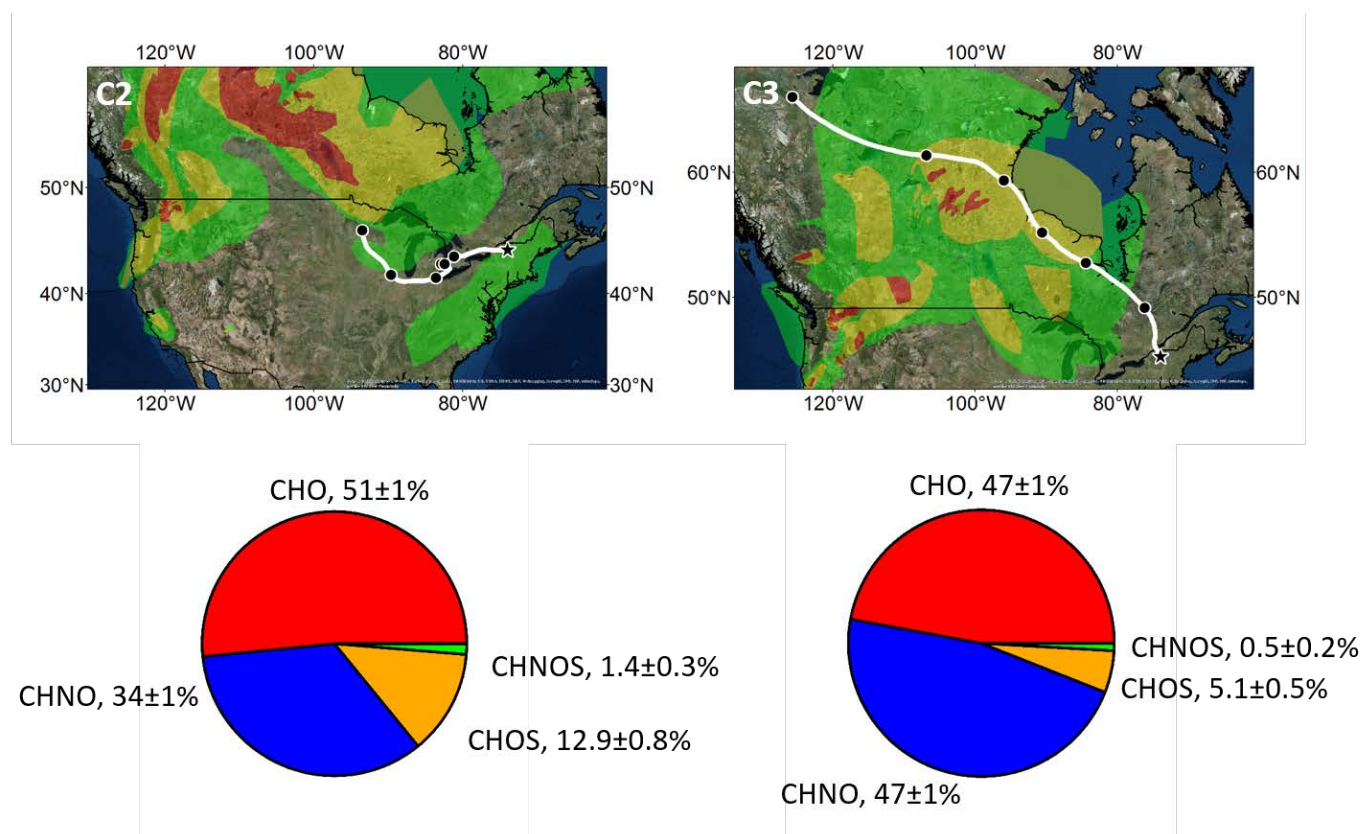 120°W 100°W 80°W
C2
50°N 50°N
40°N 40°N
30°N 30°N
120°W 100°W 80°W
120°W 100°W 80°W
C3
60°N 60°N
50°N 50°N
120°W 100°W 80°W
CHO, 51±1%
CHNOS, 1.4±0.3%
CHNO, 34±1%
CHOS, 12.9±0.8%
CHO, 47±1%
CHNOS, 0.5±0.2%
CHOS, 5.1±0.5%
CHNO, 47±1%